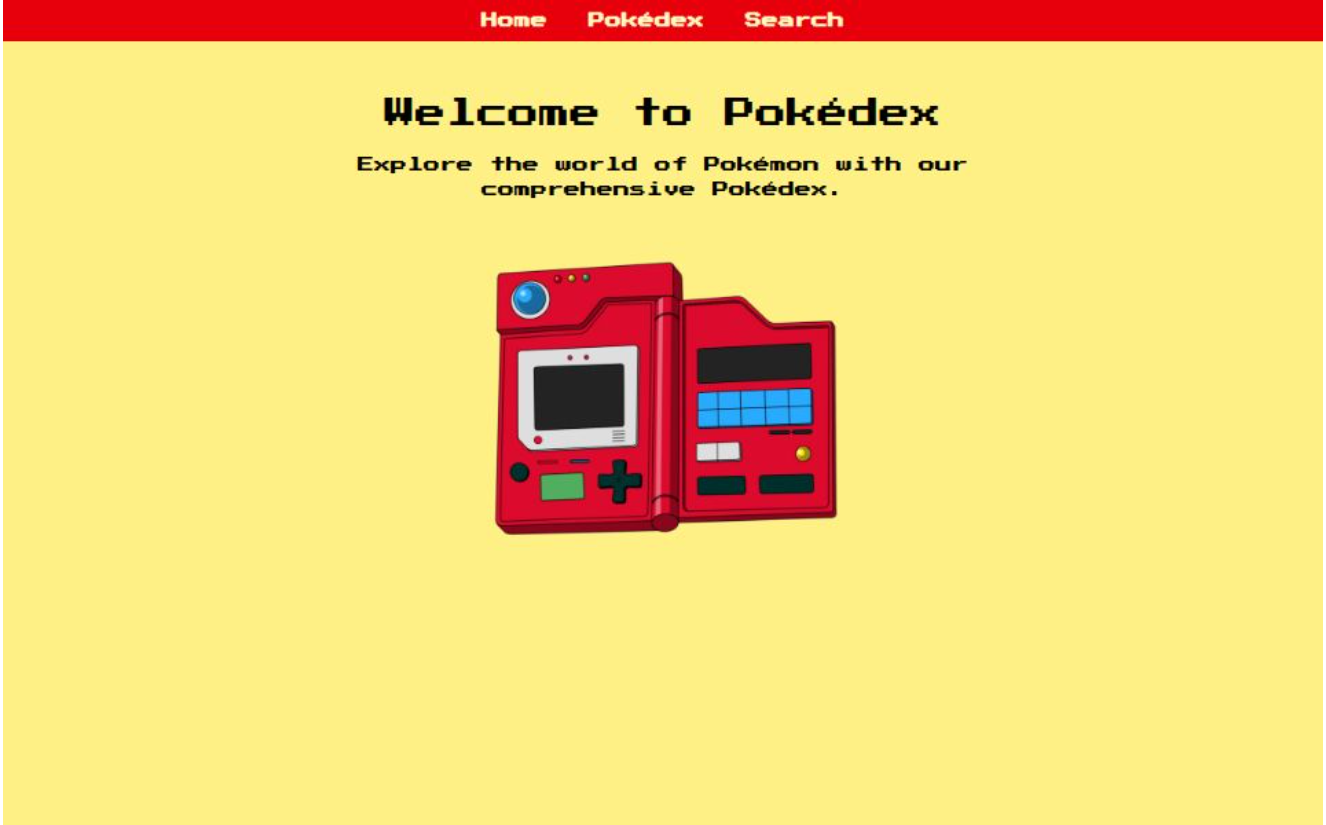 Home Pokédex Search
Welcome to Pokédex
Explore the world of Pokémon with our
comprehensive Pokédex.